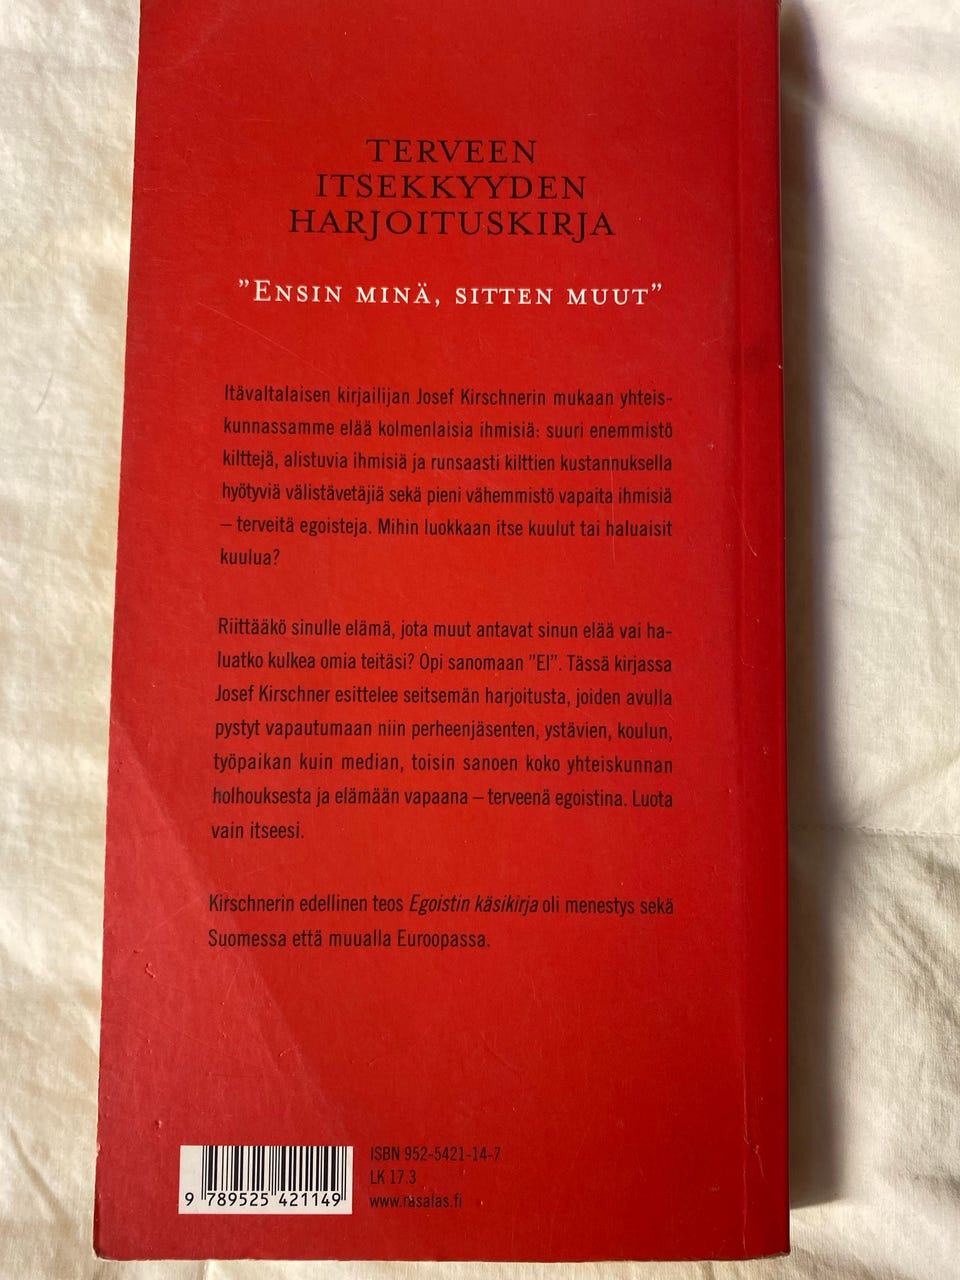 TERVEEN
ITSEKKYYDEN
HARJOITUSKIRJA
”ENSIN MINÄ, SITTEN MUUT”
Itävaltalaisen kirjailijan Josef Kirschnerin mukaan yhteis-
kunnassamme elää kolmenlaisia ihmisiä: suuri enemmistö
kilttejä, alistuvia ihmisiä ja runsaasti kilttien kustannuksella
hyötyviä välistävetäjiä sekä pieni vähemmistö vapaita ihmisiä
– terveitä egoisteja. Mihin luokkaan itse kuulut tai haluaisit
kuulua?
Riittääkö sinulle elämä, jota muut antavat sinun elää vai ha-
luatko kulkea omia teitäsi? Opi sanomaan ”EI”. Tässä kirjassa
Josef Kirschner esittelee seitsemän harjoitusta, joiden avulla
pystyt vapautumaan niin perheenjäsenten, ystävien, koulun,
työpaikan kuin median, toisin sanoen koko yhteiskunnan
holhouksesta ja elämään vapaana – terveenä egoistina. Luota
vain itseesi.
Kirschnerin edellinen teos Egoistin käsikirja oli menestys sekä
Suomessa että muualla Euroopassa.
ISBN 952-5421-14-7
LK 17.3
www.rasalas.fi
9 789525 421149